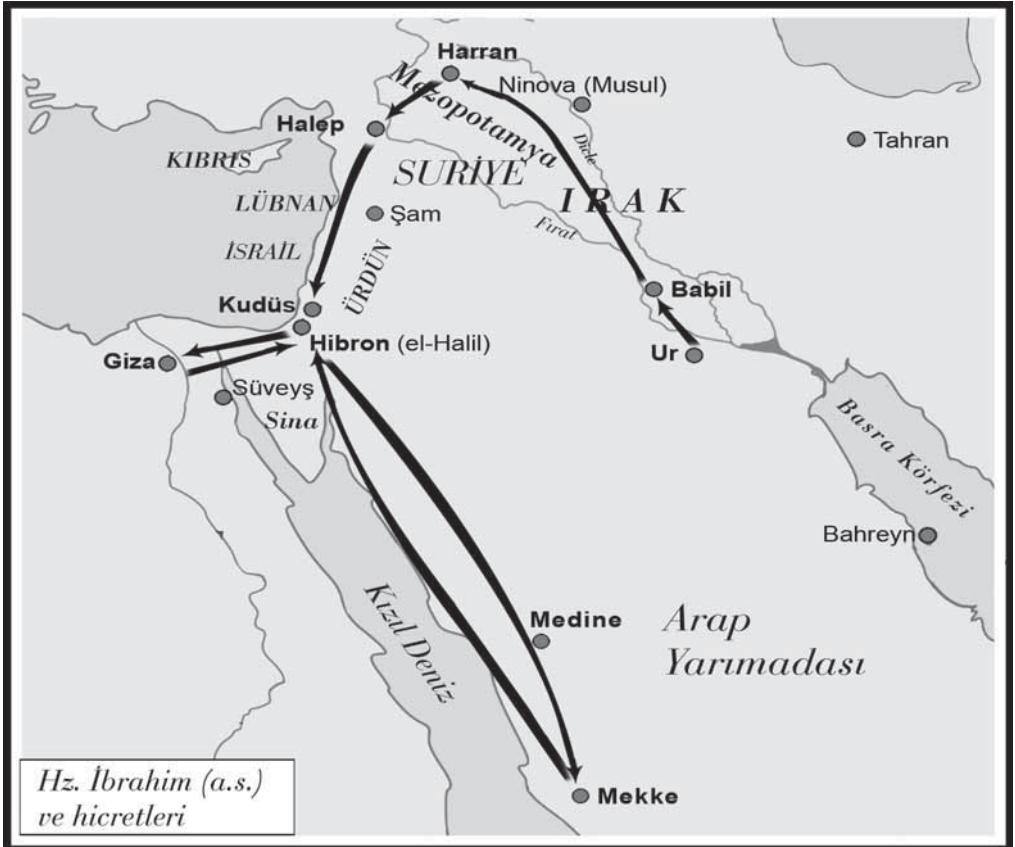 Harran
Mezopotamya
Ninova (Musul)
Halep
Dicle
Tahran
KIBRIS
SURİYE
LÜBNAN
IRAK
Şam
Fırat
İSRAİL
ÜRDÜN
Babil
Kudüs
Hibron (el-Halil)
Ur
Giza
Süveyş
Sina
Basra Körfezi
Bahreyn
Kızıl Deniz
Medine
Arap
Yarımadası
Hz. İbrahim (a.s.)
ve hicretleri
Mekke